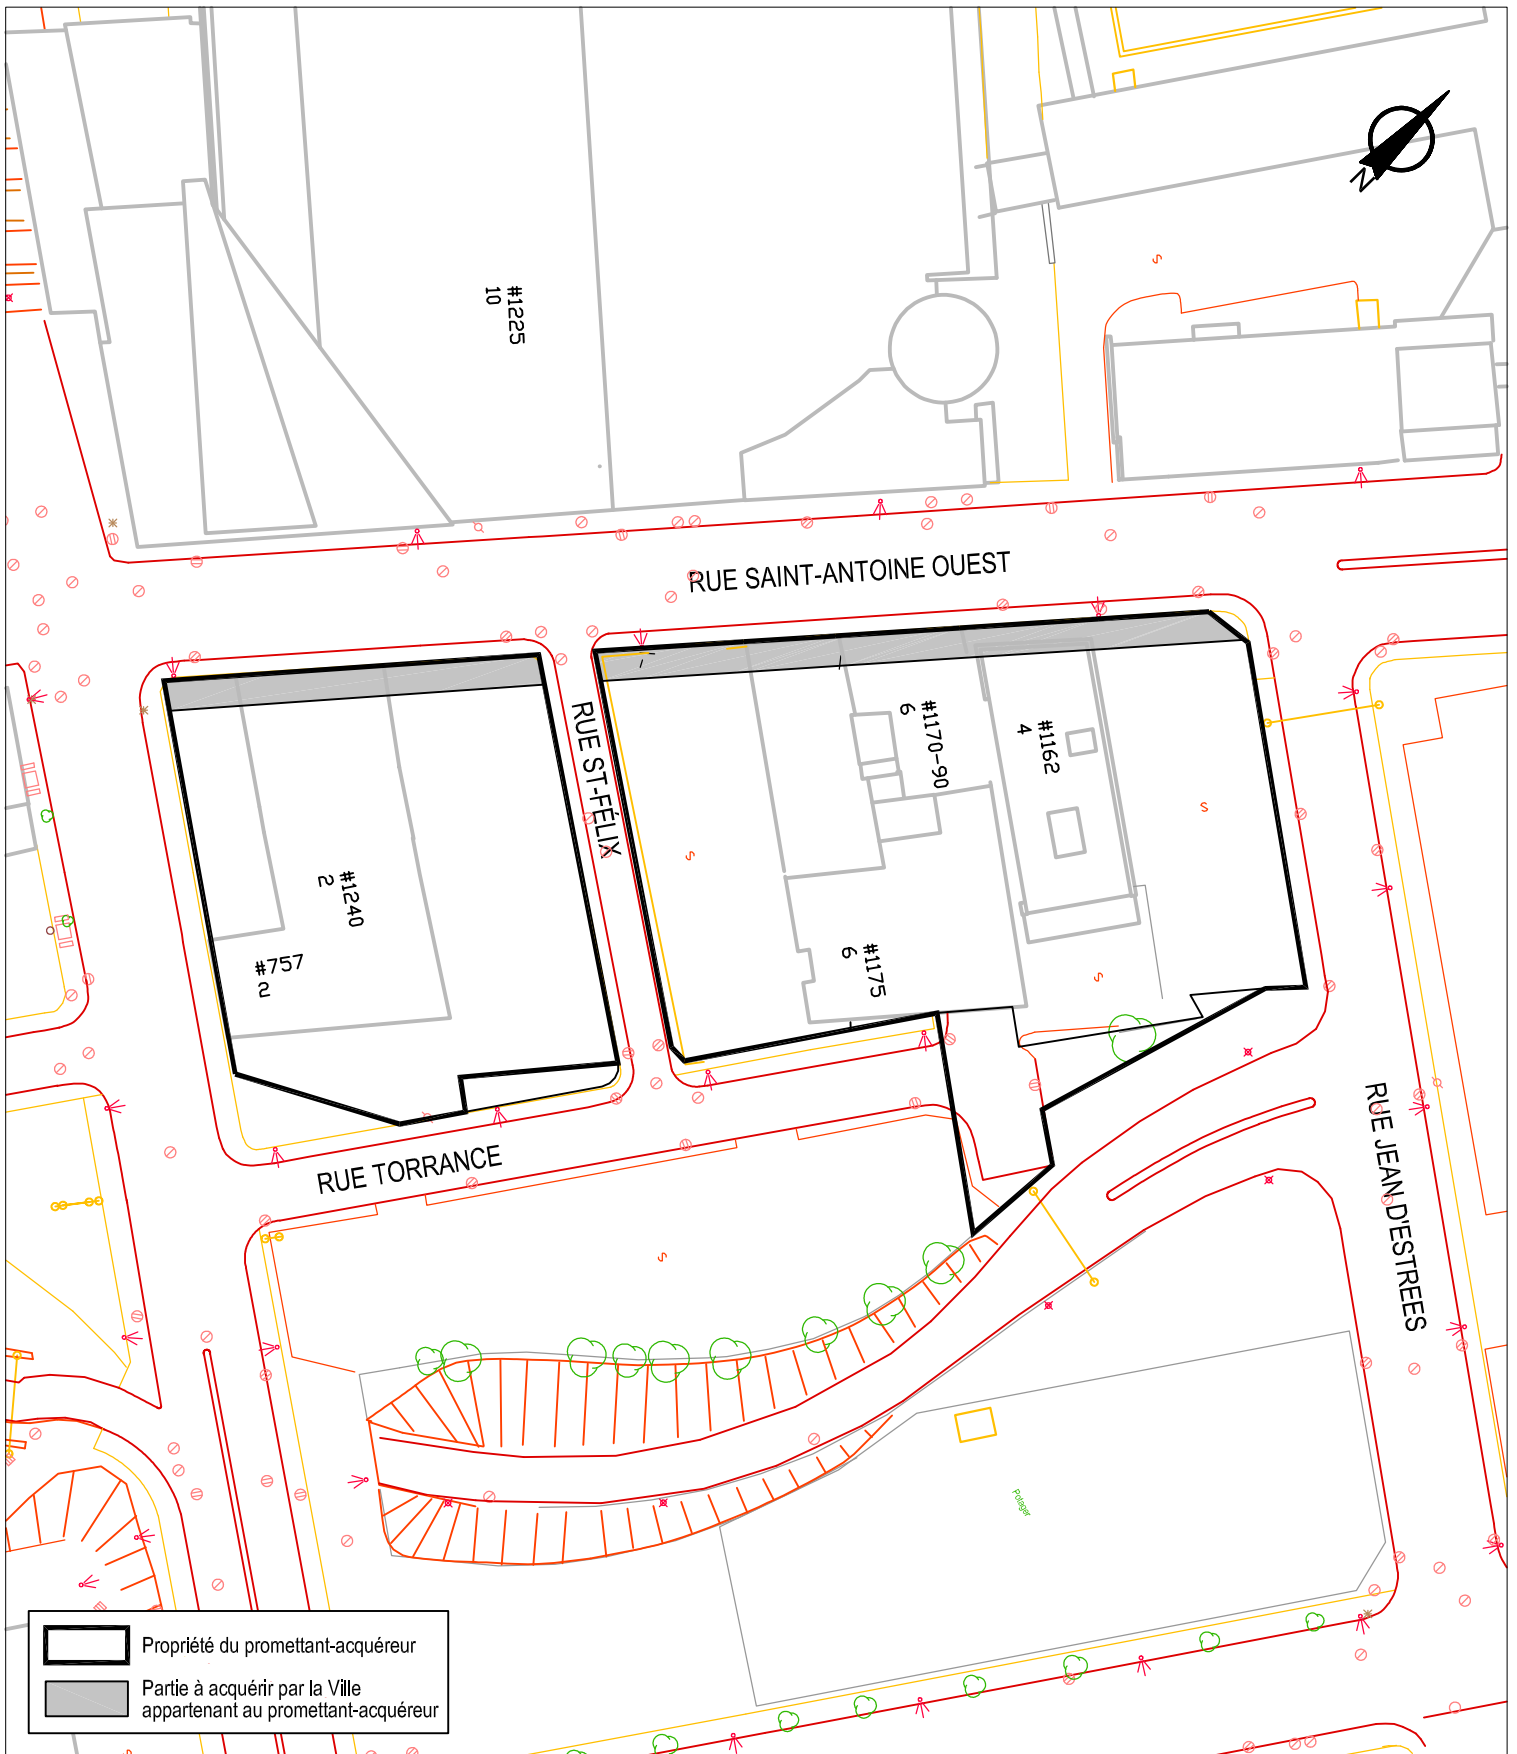 N
#1225
10
RUE SAINT-ANTOINE OUEST
RUE ST-FÉLIX
#1170-90
6
#1162
4
#1240
2
#757
2
#1175
6
RUE TORRANCE
RUE JEAN D'ESTREES
Potager
Propriété du promettant-acquéreur
Partie à acquérir par la Ville
appartenant au promettant-acquéreur